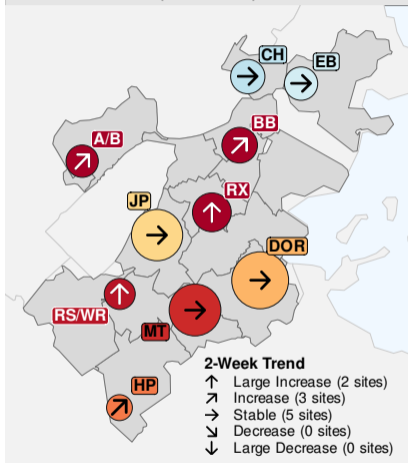 CH
EB
BB
A/B
RX
JP
DOR
RS/WR
MT
HP
2-Week Trend
↑ Large Increase (2 sites)
↗ Increase (3 sites)
→ Stable (5 sites)
↘ Decrease (0 sites)
↓ Large Decrease (0 sites)